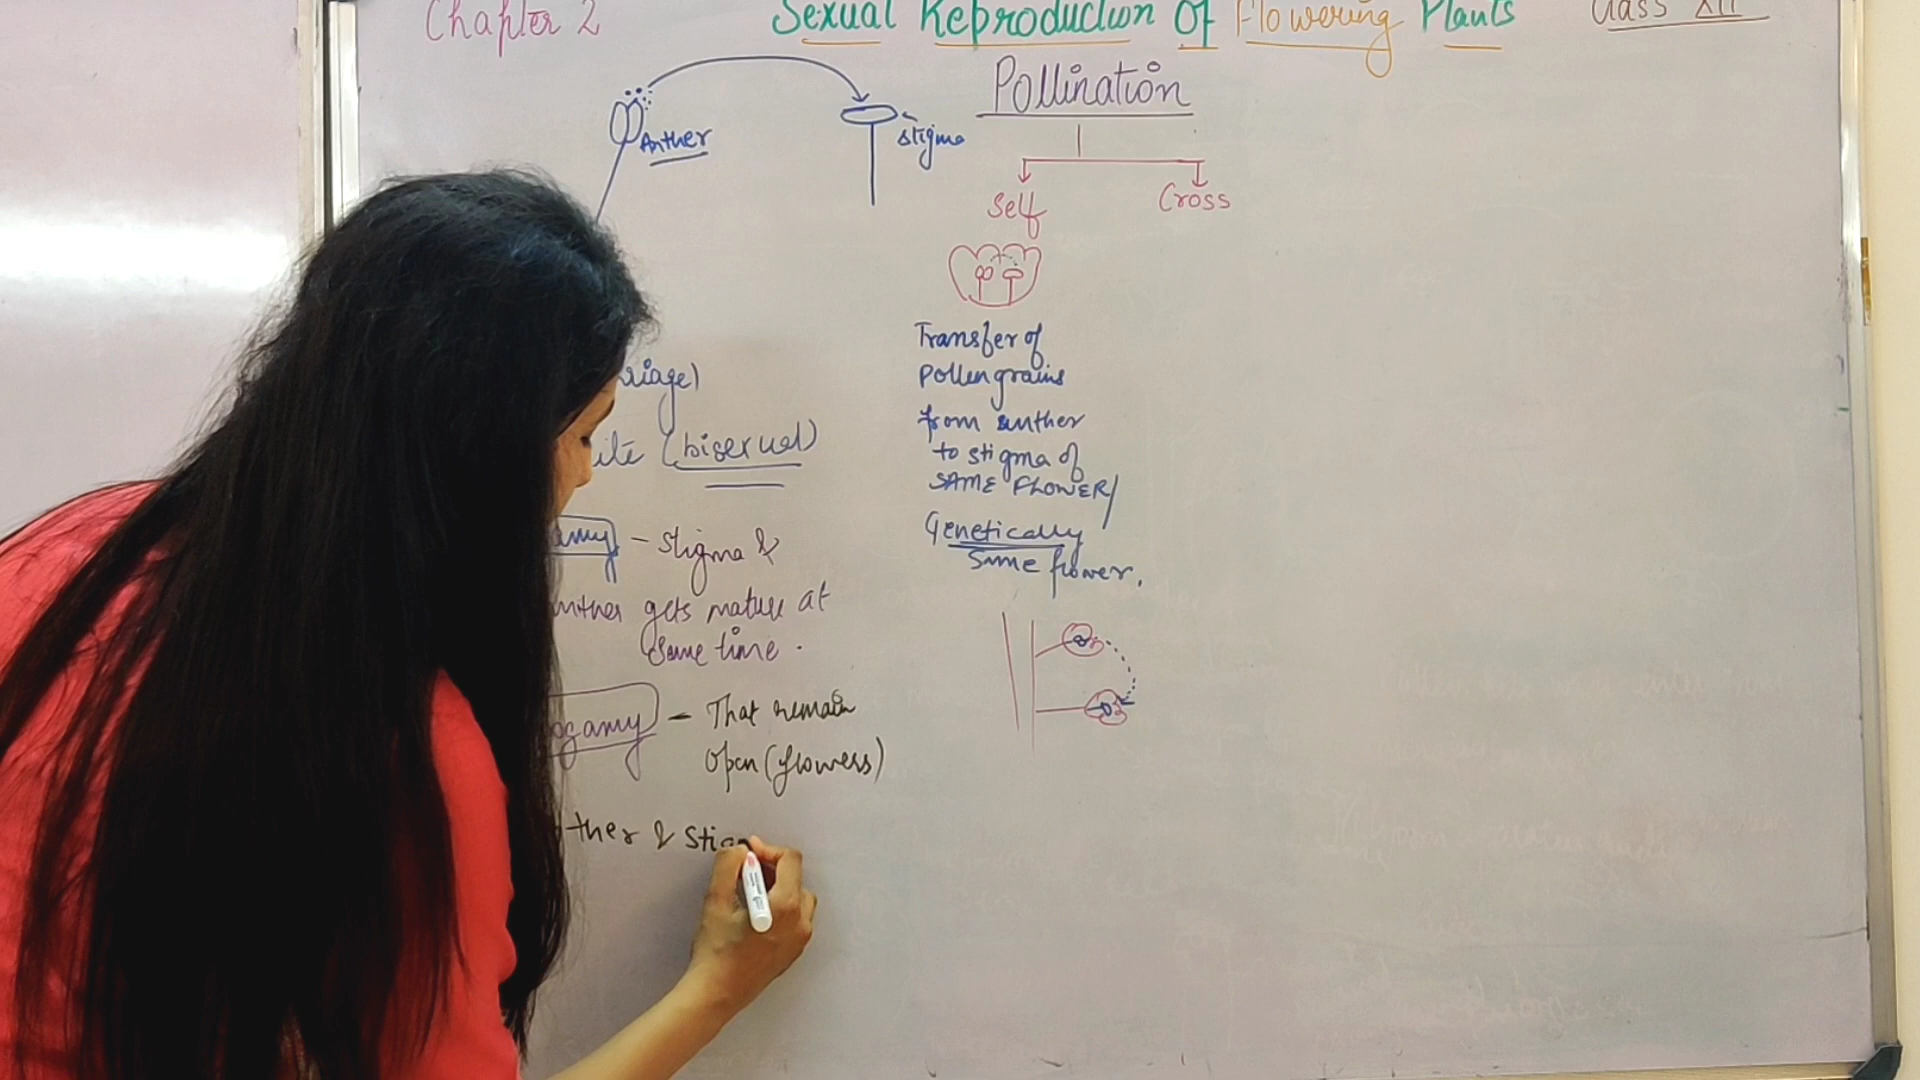 Chapter 2
Sexual Reproduction Of Flowering Plants
Class XII
Anther
stigma
Pollination
Self
Cross
Transfer of
pollengrains
from anther
to stigma of
SAME FLOWER/
Genetically
Same flower.
riage)
ite (bisexual)
amy - stigma &
anther gets mature at
Same time.
ogamy - That remain
Open (flowers)
ther & Stig